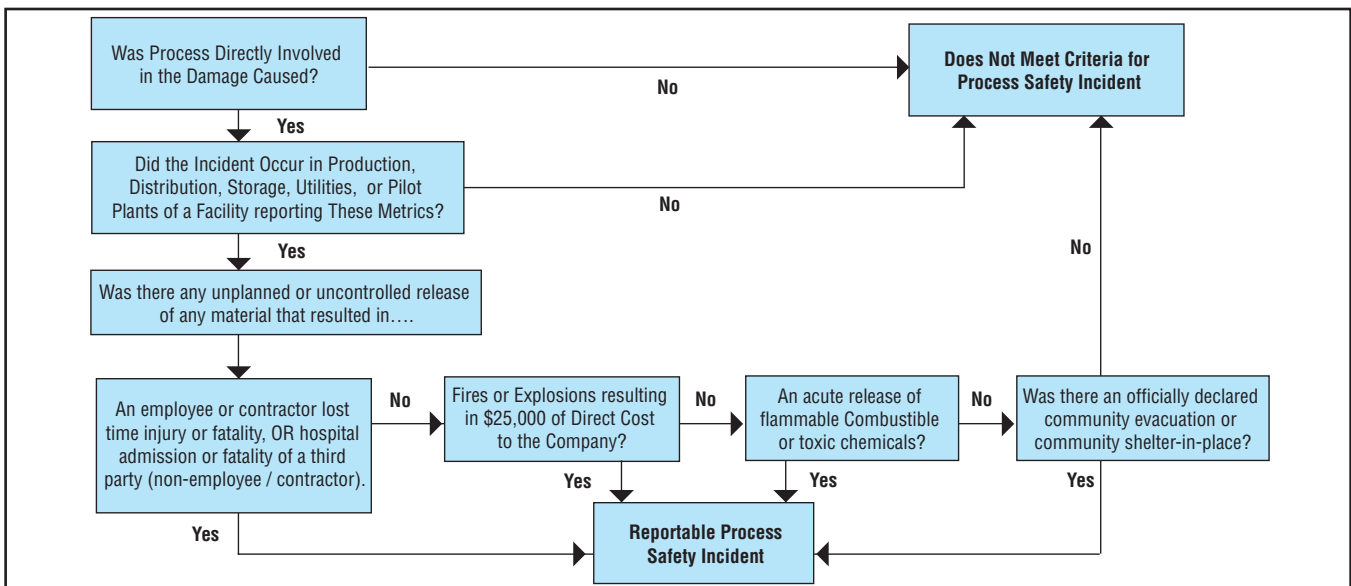 Was Process Directly Involved
in the Damage Caused?
No
Does Not Meet Criteria for
Process Safety Incident
Yes
Did the Incident Occur in Production,
Distribution, Storage, Utilities, or Pilot
Plants of a Facility reporting These Metrics?
No
Yes
No
Was there any unplanned or uncontrolled release
of any material that resulted in….
An employee or contractor lost
time injury or fatality, OR hospital
admission or fatality of a third
party (non-employee / contractor).
No
Fires or Explosions resulting
in $25,000 of Direct Cost
to the Company?
No
An acute release of
flammable Combustible
or toxic chemicals?
No
Was there an officially declared
community evacuation or
community shelter-in-place?
Yes
Yes
Yes
Yes
Reportable Process
Safety Incident